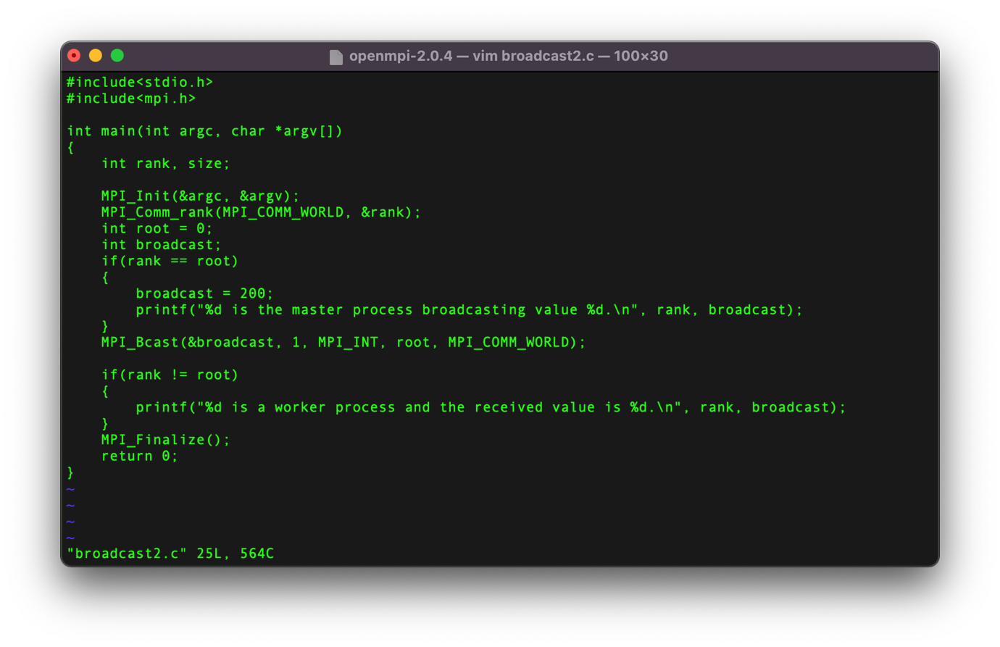 openmpi-2.0.4 — vim broadcast2.c — 100×30
#include<stdio.h>
#include<mpi.h>

int main(int argc, char *argv[])
{
    int rank, size;

    MPI_Init(&argc, &argv);
    MPI_Comm_rank(MPI_COMM_WORLD, &rank);
    int root = 0;
    int broadcast;
    if(rank == root)
    {
        broadcast = 200;
        printf("%d is the master process broadcasting value %d.\n", rank, broadcast);
    }
    MPI_Bcast(&broadcast, 1, MPI_INT, root, MPI_COMM_WORLD);

    if(rank != root)
    {
        printf("%d is a worker process and the received value is %d.\n", rank, broadcast);
    }
    MPI_Finalize();
    return 0;
}
~
~
~
~
"broadcast2.c" 25L, 564C